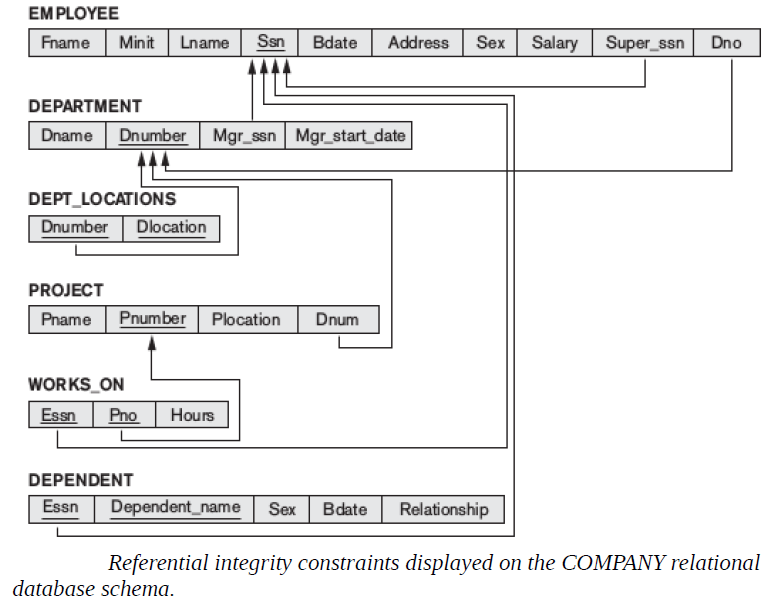 EMPLOYEE
Fname Minit Lname Ssn Bdate Address Sex Salary Super_ssn Dno
DEPARTMENT
Dname Dnumber Mgr_ssn Mgr_start_date
DEPT_LOCATIONS
Dnumber Dlocation
PROJECT
Pname Pnumber Plocation Dnum
WORKS_ON
Essn Pno Hours
DEPENDENT
Essn Dependent_name Sex Bdate Relationship
Referential integrity constraints displayed on the COMPANY relational
database schema.